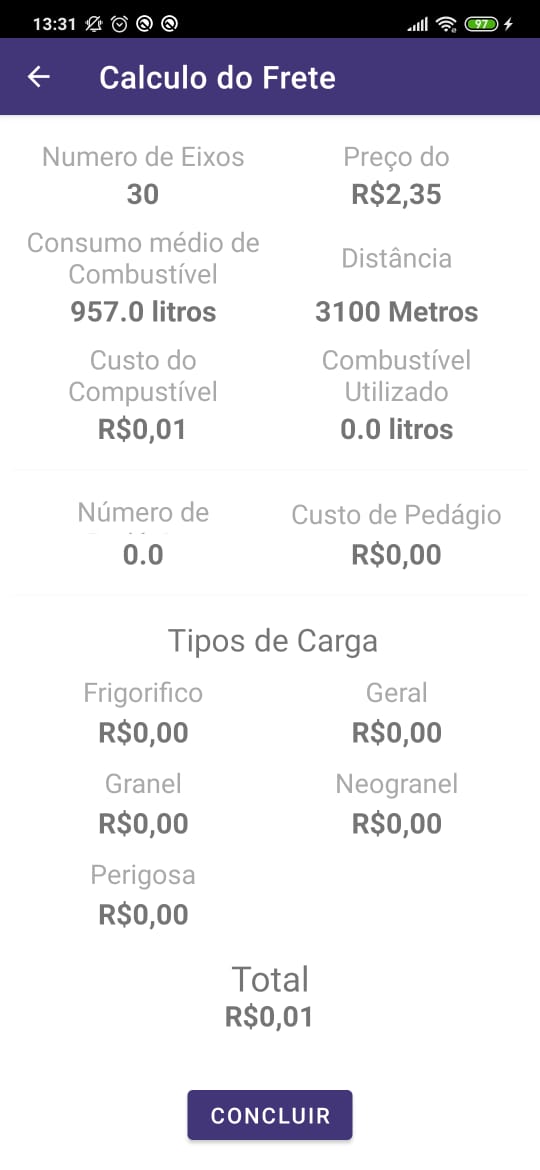 13:31
97
Calculo do Frete
Numero de Eixos
Preço do
30
R$2,35
Consumo médio de
Combustível
Distância
957.0 litros
3100 Metros
Custo do
Compustível
Combustível
Utilizado
R$0,01
0.0 litros
Número de
Custo de Pedágio
0.0
R$0,00
Tipos de Carga
Frigorifico
Geral
R$0,00
R$0,00
Granel
Neogranel
R$0,00
R$0,00
Perigosa
R$0,00
Total
R$0,01
CONCLUIR